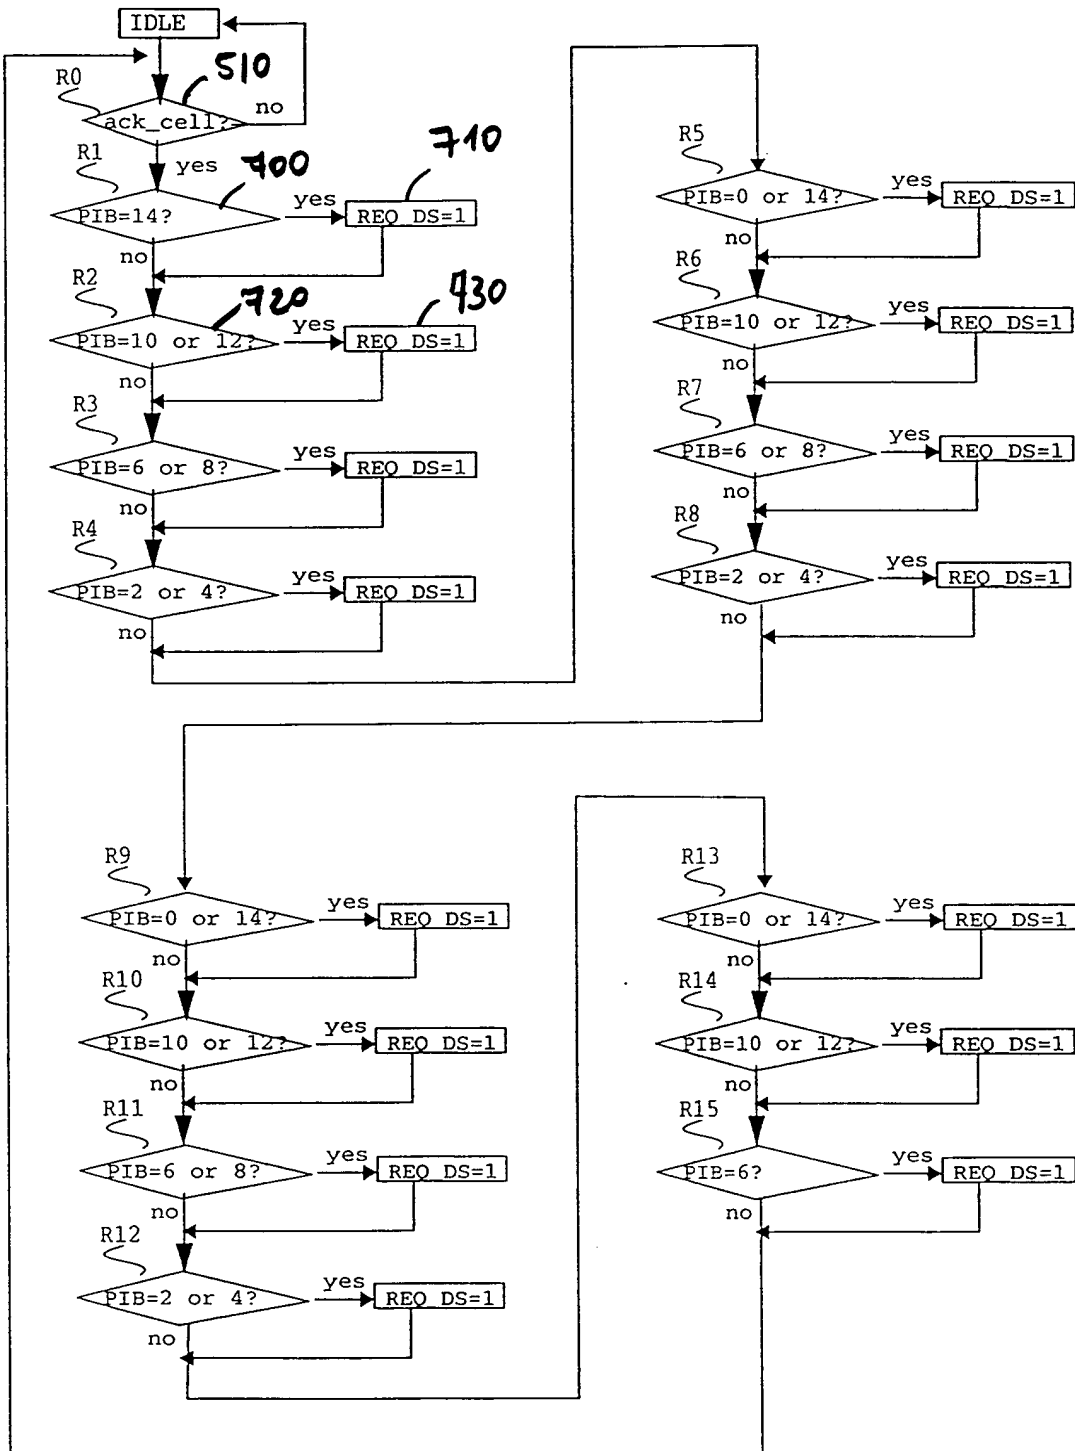 IDLE
510
R0
ack_cell?
no
yes
R1
700
710
PIB=14?
yes
REQ DS=1
no
R2
720
730
PIB=10 or 12?
yes
REQ DS=1
no
R3
PIB=6 or 8?
yes
REQ DS=1
no
R4
PIB=2 or 4?
yes
REQ DS=1
no
R5
PIB=0 or 14?
yes
REQ DS=1
no
R6
PIB=10 or 12?
yes
REQ DS=1
no
R7
PIB=6 or 8?
yes
REQ DS=1
no
R8
PIB=2 or 4?
yes
REQ DS=1
no
R9
PIB=0 or 14?
yes
REQ DS=1
no
R10
PIB=10 or 12?
yes
REQ DS=1
no
R11
PIB=6 or 8?
yes
REQ DS=1
no
R12
PIB=2 or 4?
yes
REQ DS=1
no
R13
PIB=0 or 14?
yes
REQ DS=1
no
R14
PIB=10 or 12?
yes
REQ DS=1
no
R15
PIB=6?
yes
REQ DS=1
no